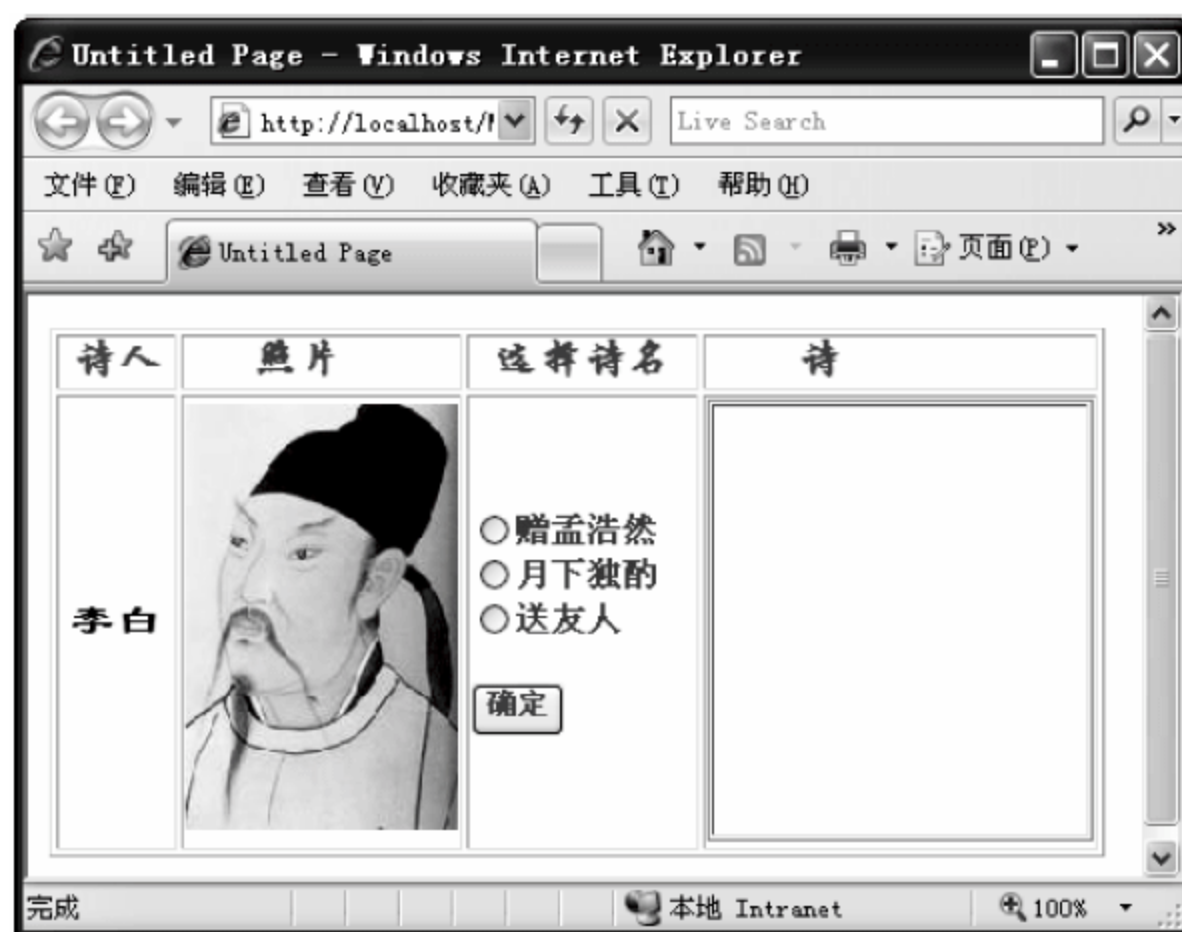 Untitled Page - Windows Internet Explorer
http://localhost/
Live Search
文件(F) 编辑(E) 查看(V) 收藏夹(A) 工具(T) 帮助(H)
Untitled Page
页面(P)
诗人 照片 选择诗名 诗
赠孟浩然
月下独酌
李白
送友人
确定
完成
本地 Intranet
100%